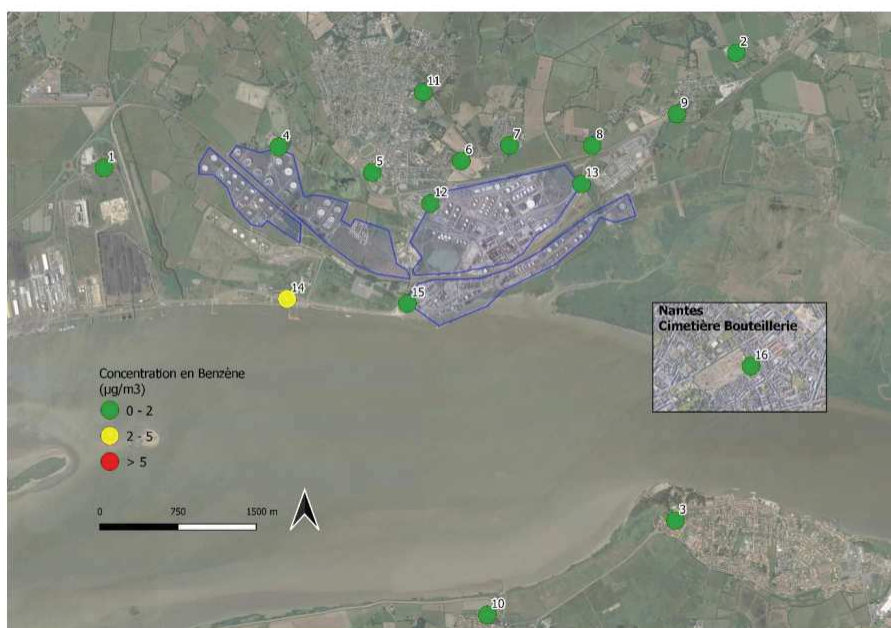 2
11
9
4
7
8
6
1
5
13
12
14
15
Nantes
Cimetière Bouteillerie
16
Concentration en Benzène
(µg/m3)
0 - 2
2 - 5
> 5
0 750 1500 m
3
10